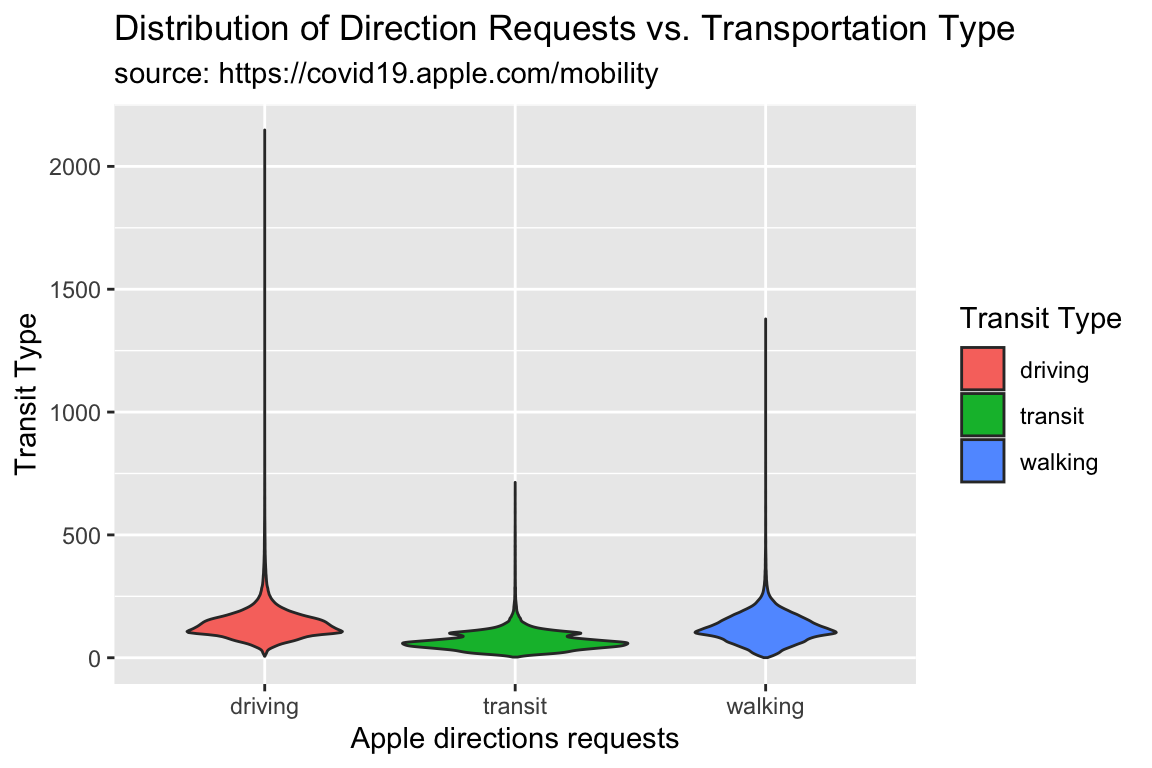 Distribution of Direction Requests vs. Transportation Type
source: https://covid19.apple.com/mobility
Transit Type
2000
1500
1000
500
0
driving
transit
walking
Apple directions requests
Transit Type
driving
transit
walking